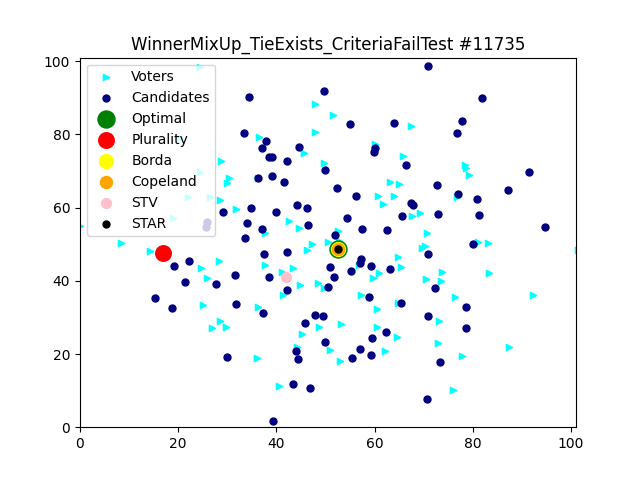 WinnerMixUp_TieExists_CriteriaFailTest #11735
Voters
Candidates
Optimal
Plurality
Borda
Copeland
STV
STAR
100
80
60
40
20
0
0 20 40 60 80 100